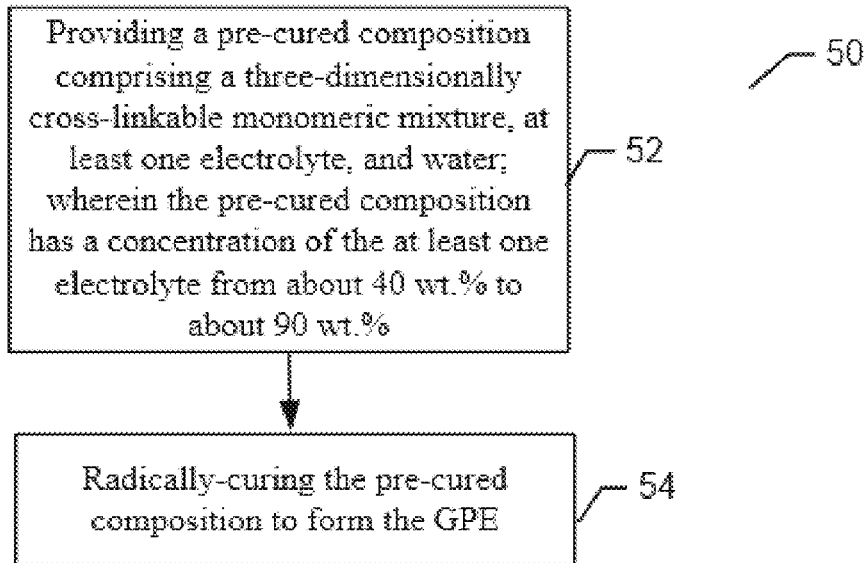 Providing a pre-cured composition
comprising a three-dimensionally
cross-linkable monomeric mixture, at
least one electrolyte, and water;
wherein the pre-cured composition
has a concentration of the at least one
electrolyte from about 40 wt.% to
about 90 wt.%
50
52
Radically-curing the pre-cured
composition to form the GPE
54